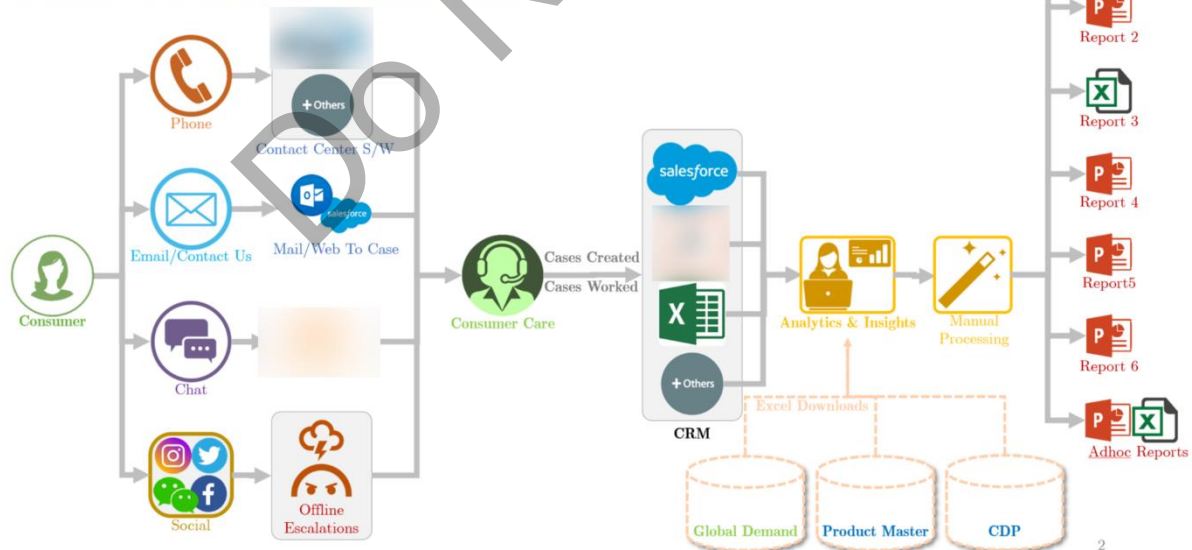 Report 2
Report 3
Report 4
Report5
Report 6
Adhoc Reports
Phone
+ Others
Contact Center S/W
Email/Contact Us
salesforce
Mail/Web To Case
Consumer
Chat
Social
Offline
Escalations
Consumer Care
Cases Created
Cases Worked
salesforce
+ Others
CRM
Analytics & Insights
Manual
Processing
Excel Downloads
Global Demand
Product Master
CDP
Do
2